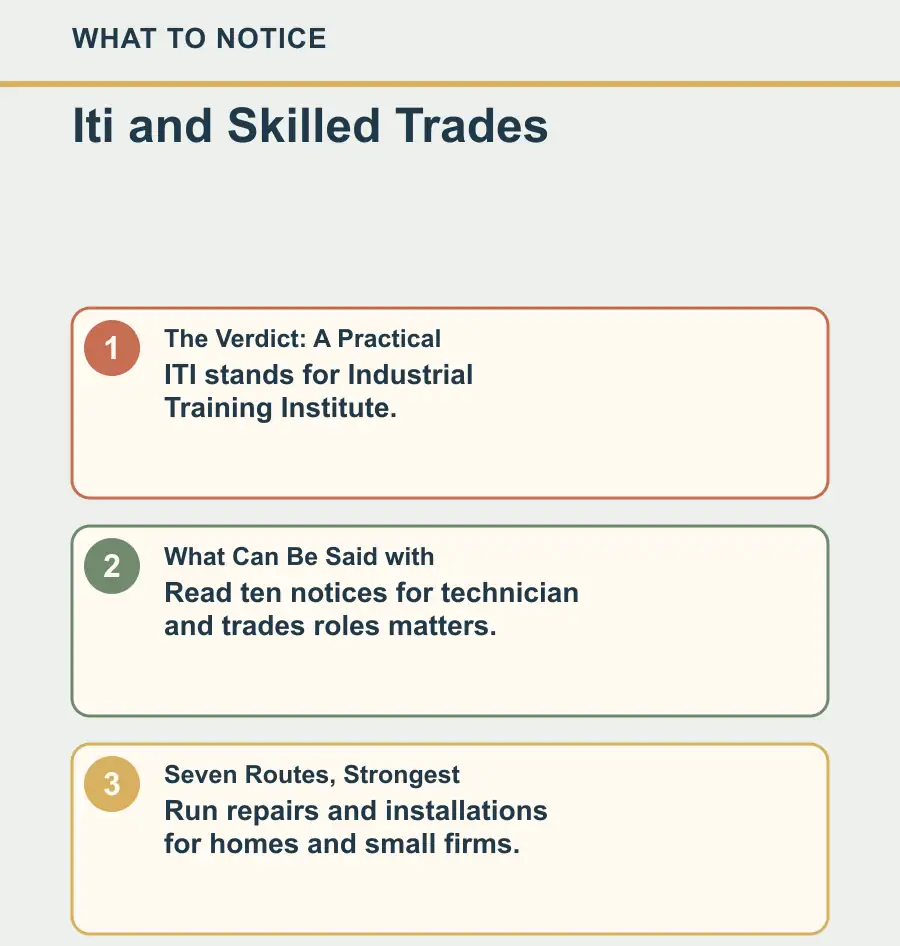 WHAT TO NOTICE
Iti and Skilled Trades
1
The Verdict: A Practical
ITI stands for Industrial
Training Institute.
2
What Can Be Said with
Read ten notices for technician
and trades roles matters.
3
Seven Routes, Strongest
Run repairs and installations
for homes and small firms.